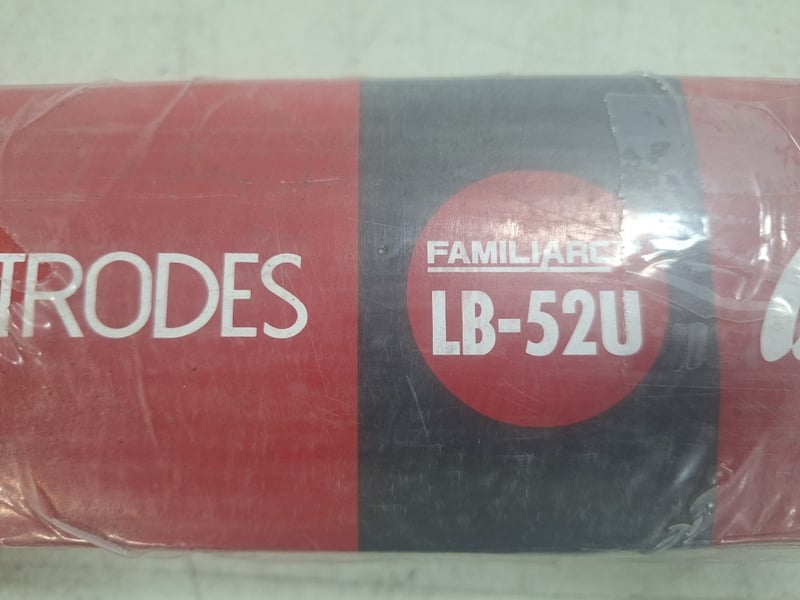 TRODES
FAMILIARC
LB-52U